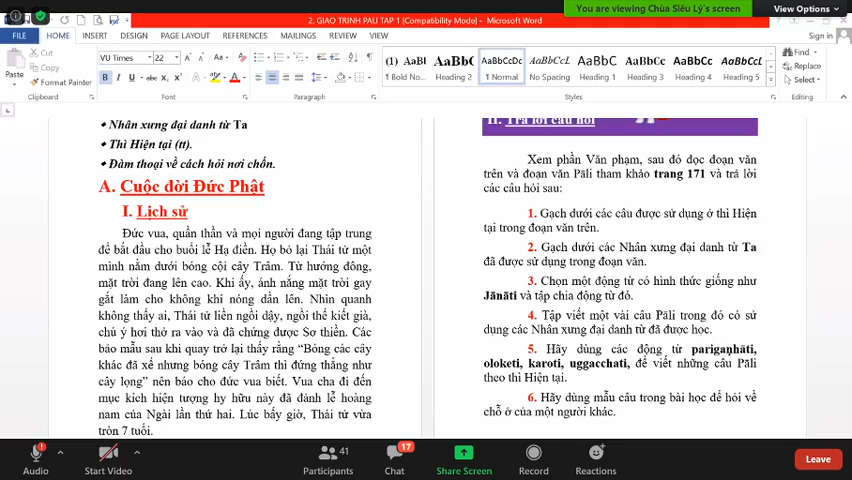 You are viewing Chùa Siêu Lý's screen
View Options
2. GIAO TRINH PALI TAP 1 [Compatibility Mode] - Microsoft Word
FILE HOME INSERT DESIGN PAGE LAYOUT REFERENCES MAILINGS REVIEW VIEW Sign in
Paste
Cut
Copy
Format Painter
VU Times 22
(1) AaBl AaBb( AaBbCcDc AaBbCcL AaBbC AaBbCc AaBbCc AaBbCcL
1 Bold No... Heading 2 1 Normal No Spacing Heading 1 Heading 3 Heading 4 Heading 5
Find
Replace
Select
Clipboard Font Paragraph Styles Editing
• Nhân xưng đại danh từ Ta
• Thì Hiện tại (tt).
• Đàm thoại về cách hỏi nơi chốn.
A. Cuộc đời Đức Phật
I. Lịch sử
Đức vua, quần thần và mọi người đang tập trung
để bắt đầu cho buổi lễ Hạ điền. Họ bỏ lại Thái tử một
mình nằm dưới bóng cội cây Trâm. Từ hướng đông,
mặt trời đang lên cao. Khi ấy, ánh nắng mặt trời gay
gắt làm cho không khí nóng dần lên. Nhìn quanh
không thấy ai, Thái tử liền ngồi dậy, ngồi thế kiết già,
chú ý hơi thở ra vào và đã chứng được Sơ thiền. Các
bảo mẫu sau khi quay trở lại thấy rằng “Bóng các cây
khác đã xế nhưng bóng cây Trâm thì đứng thẳng như
cây lọng” nên báo cho đức vua biết. Vua cha đi đến
mục kích hiện tượng hy hữu này đã đảnh lễ hoàng
nam của Ngài lần thứ hai. Lúc bấy giờ, Thái tử vừa
tròn 7 tuổi.
II. Trả lời câu hỏi
Xem phần Văn phạm, sau đó đọc đoạn văn
trên và đoạn văn Pāli tham khảo trang 171 và trả lời
các câu hỏi sau:
1. Gạch dưới các câu được sử dụng ở thì Hiện
tại trong đoạn văn trên.
2. Gạch dưới các Nhân xưng đại danh từ Ta
đã được sử dụng trong đoạn văn.
3. Chọn một động từ có hình thức giống như
Jānāti và tập chia động từ đó.
4. Tập viết một vài câu Pāli trong đó có sử
dụng các Nhân xưng đại danh từ đã được học.
5. Hãy dùng các động từ pariganhāti,
oloketi, karoti, uggacchati, để viết những câu Pāli
theo thì Hiện tại.
6. Hãy dùng mẫu câu trong bài học để hỏi về
chỗ ở của một người khác.
Audio
Start Video
41
Participants
17
Chat
Share Screen
Record
Reactions
Leave